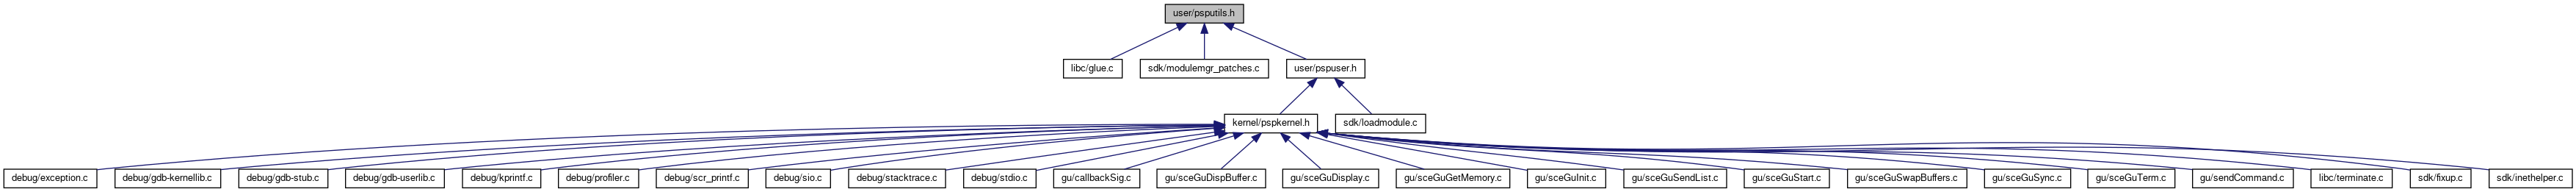 user/psputils.h
libc/glue.c
sdk/modulemgr_patches.c
user/pspuser.h
kernel/pspkernel.h
sdk/loadmodule.c
debug/exception.c
debug/gdb-kernellib.c
debug/gdb-stub.c
debug/gdb-userlib.c
debug/kprintf.c
debug/profiler.c
debug/scr_printf.c
debug/sio.c
debug/stacktrace.c
debug/stdio.c
gu/callbackSig.c
gu/sceGuDispBuffer.c
gu/sceGuDisplay.c
gu/sceGuGetMemory.c
gu/sceGuInit.c
gu/sceGuSendList.c
gu/sceGuStart.c
gu/sceGuSwapBuffers.c
gu/sceGuSync.c
gu/sceGuTerm.c
gu/sendCommand.c
libc/terminate.c
sdk/fixup.c
sdk/inethelper.c